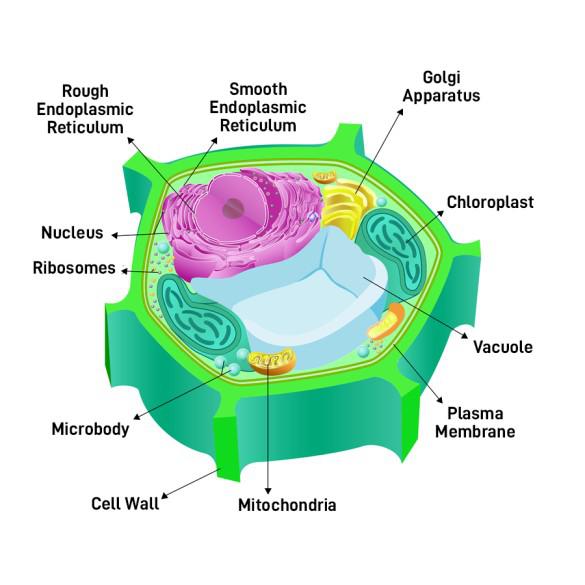 Rough
Endoplasmic
Reticulum
Smooth
Endoplasmic
Reticulum
Golgi
Apparatus
Chloroplast
Nucleus
Ribosomes
Vacuole
Plasma
Membrane
Microbody
Cell Wall
Mitochondria